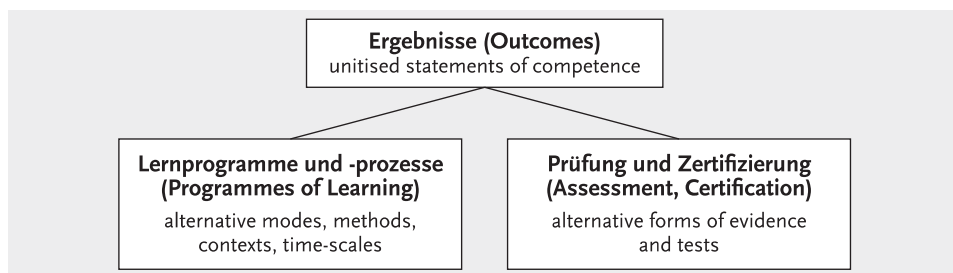 Ergebnisse (Outcomes)
unitised statements of competence
Lernprogramme und -prozesse
(Programmes of Learning)
alternative modes, methods,
contexts, time-scales
Prüfung und Zertifizierung
(Assessment, Certification)
alternative forms of evidence
and tests